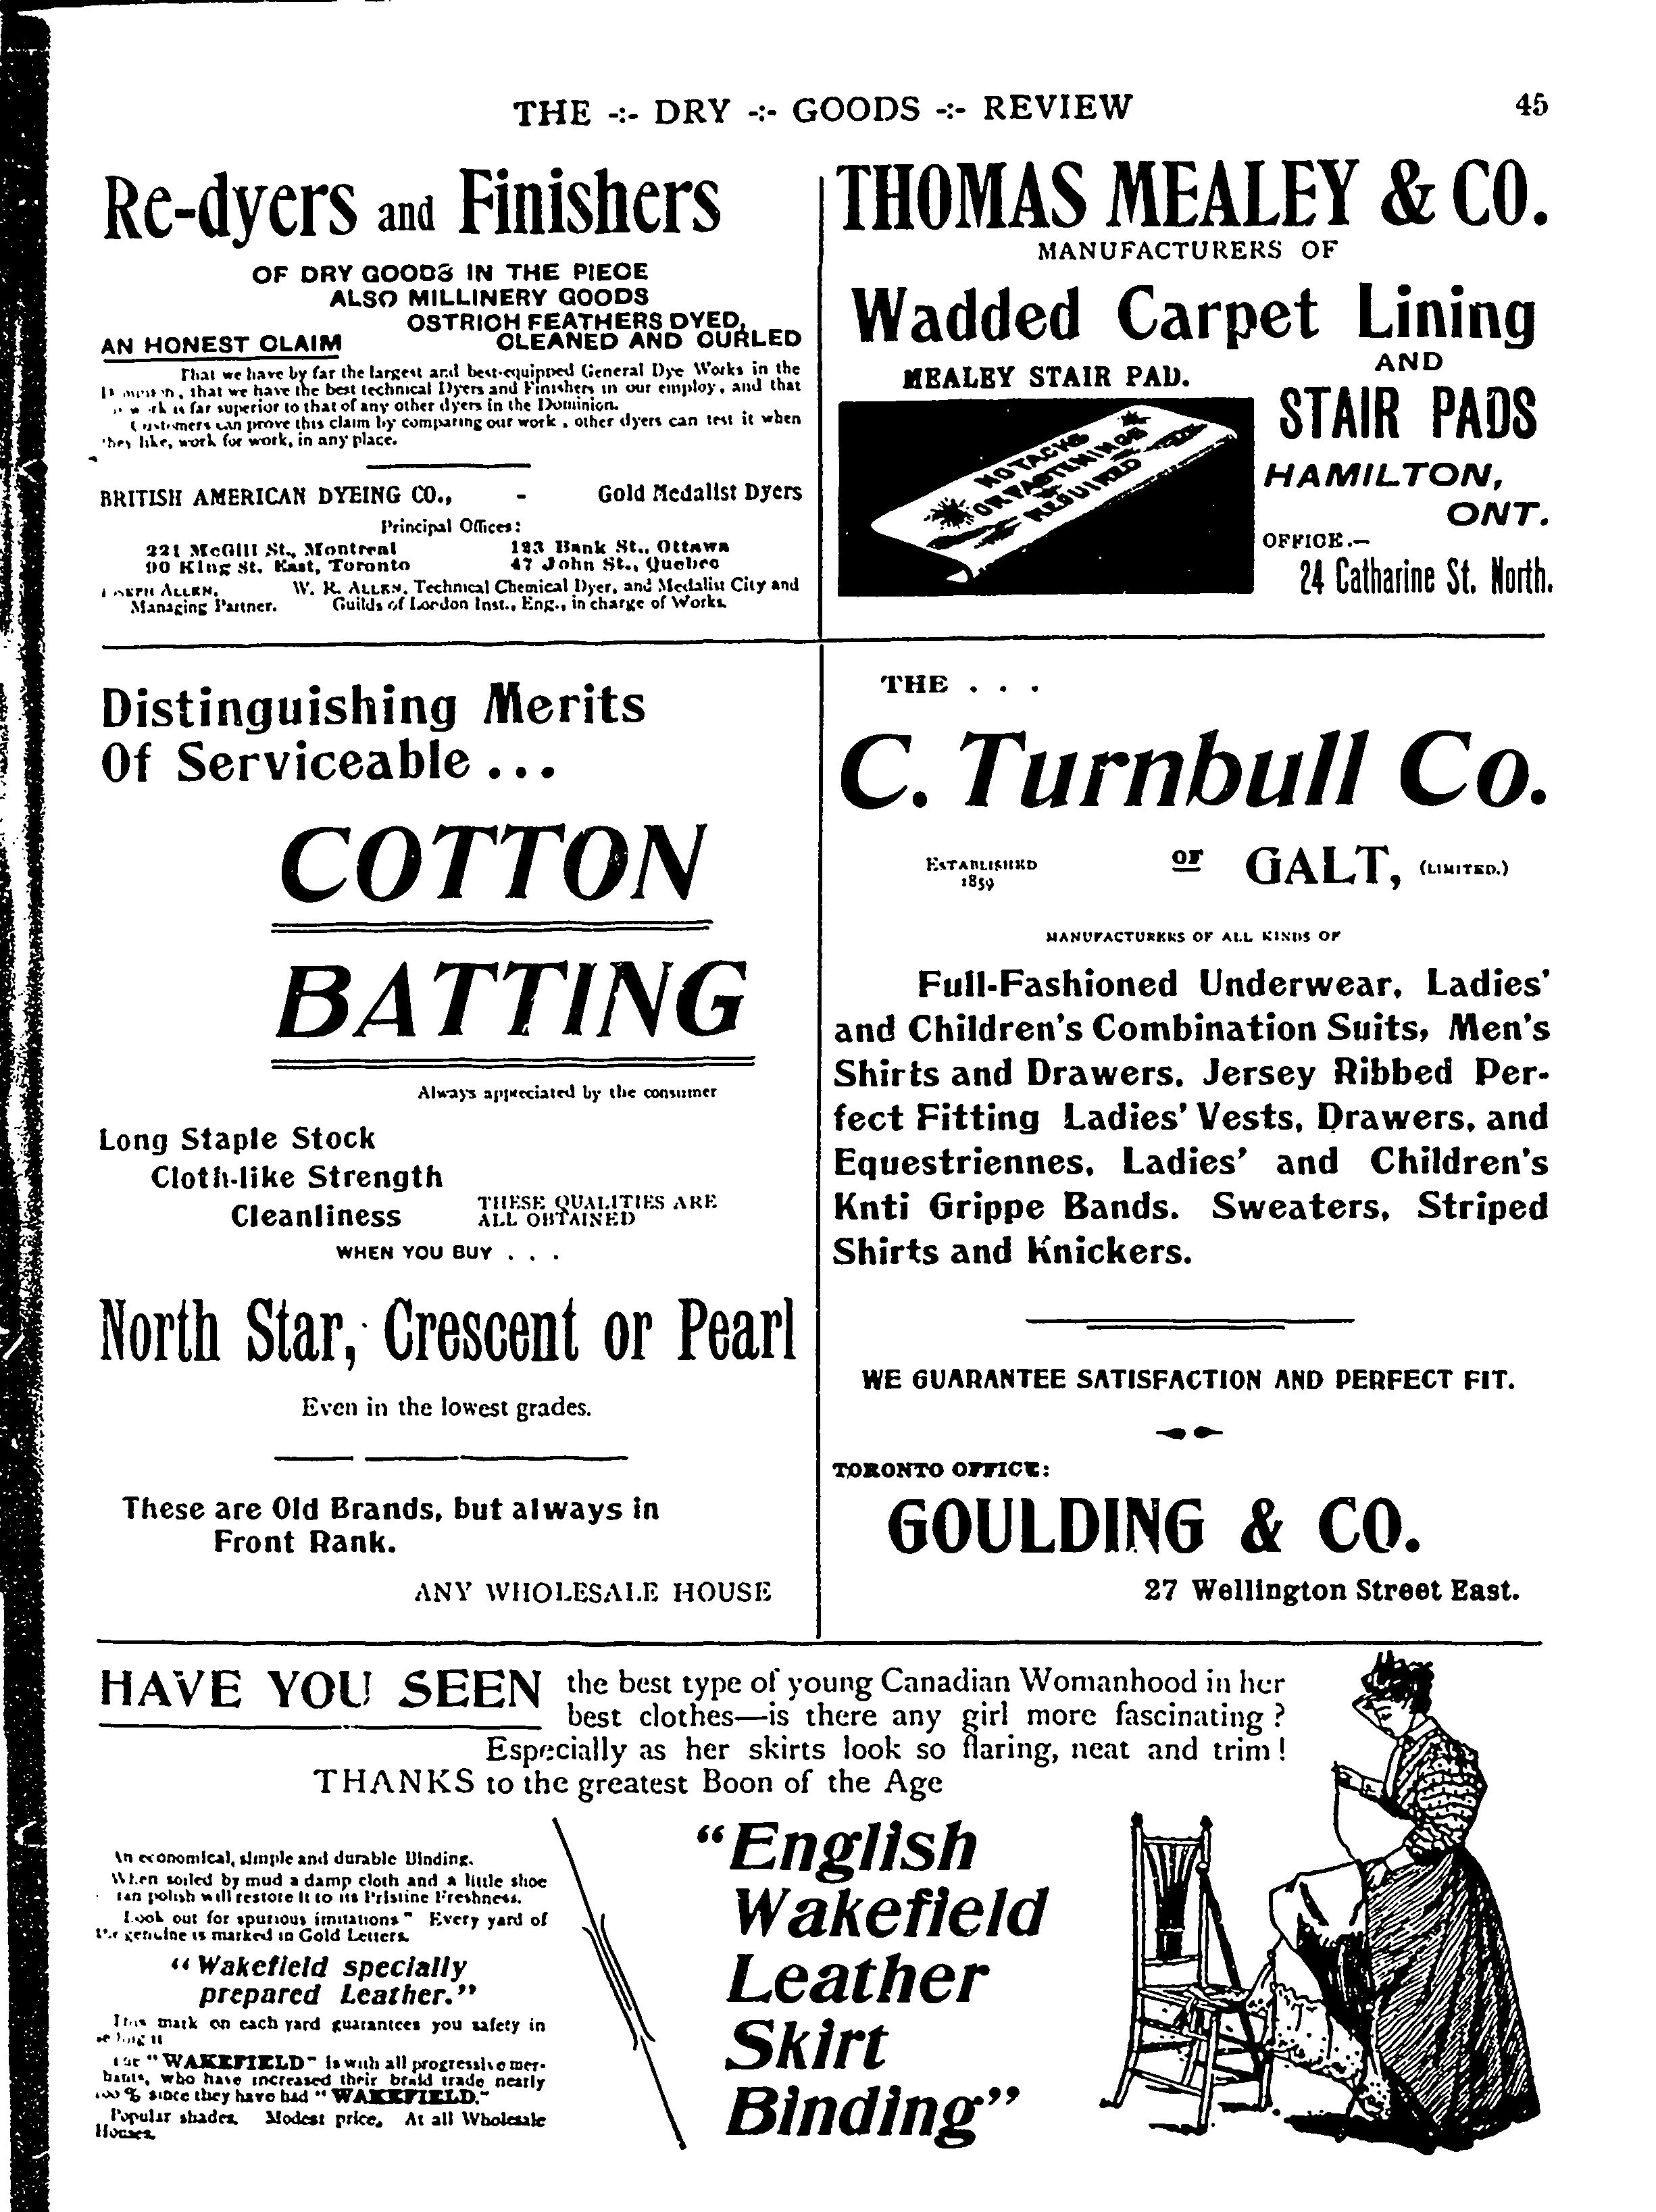 THE -:- DRY -:- GOODS -:- REVIEW
45
Re-dyers and Finishers
OF DRY GOODS IN THE PIECE
ALSO MILLINERY GOODS
OSTRICH FEATHERS DYED,
CLEANED AND CURLED
AN HONEST CLAIM
That we have by far the largest and best-equipped General Dye Works in the
that we have the best technical Dyers and Finishers in our employ, and that
is far superior to that of any other dyers in the Dominion.
Customers can prove this claim by comparing our work, other dyers can test it when
they like, work for work, in any place.
BRITISH AMERICAN DYEING CO., - Gold Medalist Dyers
Principal Offices:
221 McGill St., Montreal
123 Bank St., Ottawa
90 King St. East, Toronto
47 John St., Quebec
JOSEPH ALLEN,
Managing Partner.
W. R. ALLEN, Technical Chemical Dyer, and Medalist City and
Guilds of London Inst., Eng., in charge of Works.
THOMAS MEALEY & CO.
MANUFACTURERS OF
Wadded Carpet Lining
AND
MEALEY STAIR PAD.
STAIR PADS
NO TACKS
OR FASTENINGS
REQUIRED
HAMILTON,
ONT.
OFFICE.—
24 Catharine St. North.
Distinguishing Merits
Of Serviceable ...
COTTON
BATTING
Always appreciated by the consumer
Long Staple Stock
Cloth-like Strength
Cleanliness
THESE QUALITIES ARE
ALL OBTAINED
WHEN YOU BUY . . .
North Star, Crescent or Pearl
Even in the lowest grades.
These are Old Brands, but always in
Front Rank.
ANY WHOLESALE HOUSE
THE . . .
C. Turnbull Co.
ESTABLISHED
1859
OF GALT, (LIMITED.)
MANUFACTURERS OF ALL KINDS OF
Full-Fashioned Underwear, Ladies'
and Children's Combination Suits, Men's
Shirts and Drawers, Jersey Ribbed Per-
fect Fitting Ladies' Vests, Drawers, and
Equestriennes, Ladies' and Children's
Knti Grippe Bands. Sweaters, Striped
Shirts and Knickers.
WE GUARANTEE SATISFACTION AND PERFECT FIT.
TORONTO OFFICE:
GOULDING & CO.
27 Wellington Street East.
HAVE YOU SEEN the best type of young Canadian Womanhood in her
best clothes—is there any girl more fascinating?
Especially as her skirts look so flaring, neat and trim!
THANKS to the greatest Boon of the Age
An economical, simple and durable Binding.
When soiled by mud a damp cloth and a little shoe
tan polish will restore it to its Pristine Freshness.
Look out for spurious imitations" Every yard of
the genuine is marked in Gold Letters.
"Wakefield specially
prepared Leather."
This mark on each yard guarantees you safety in
The "WAKEFIELD" is with all progressive mer-
chants, who have increased their braid trade nearly
100 % since they have had "WAKEFIELD."
Popular shades. Modest price. At all Wholesale
Houses.
"English
Wakefield
Leather
Skirt
Binding"